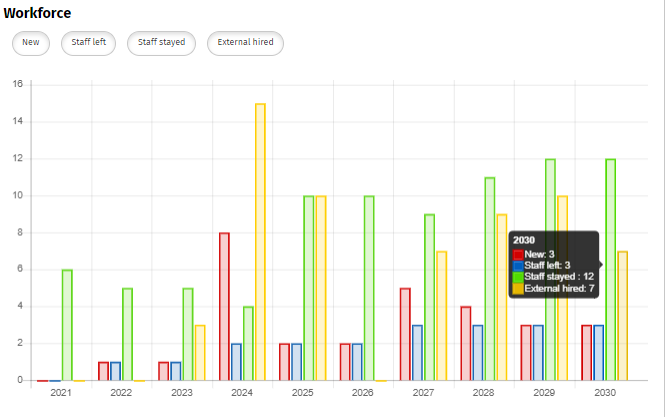 Workforce
New Staff left Staff stayed External hired
16
14
12
10
8
6
4
2
0
2030
New: 3
Staff left: 3
Staff stayed : 12
External hired: 7
2021 2022 2023 2024 2025 2026 2027 2028 2029 2030